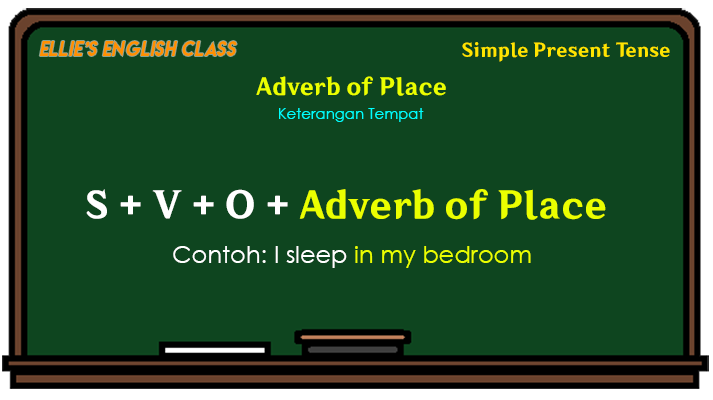 ELLIE'S ENGLISH CLASS
Simple Present Tense
Adverb of Place
Keterangan Tempat
S + V + O + Adverb of Place
Contoh: I sleep in my bedroom